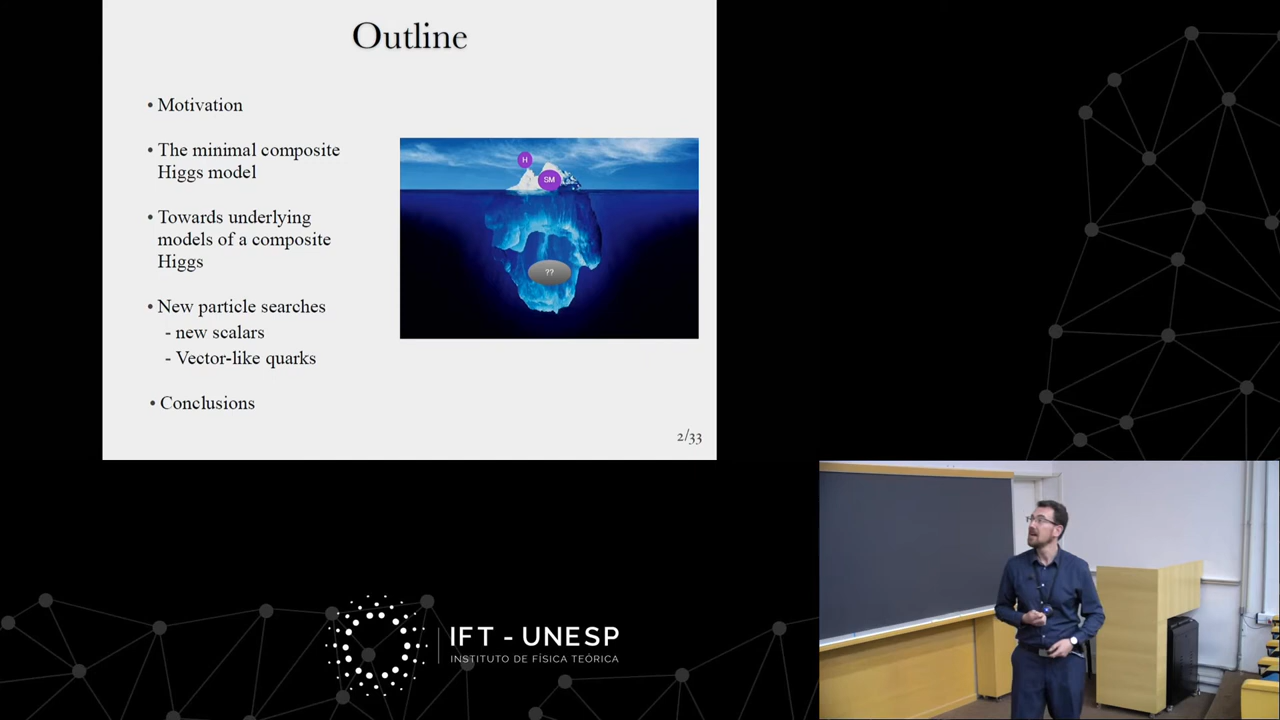 Outline
• Motivation
• The minimal composite
Higgs model
• Towards underlying
models of a composite
Higgs
• New particle searches
- new scalars
- Vector-like quarks
• Conclusions
H
SM
??
2/33
IFT - UNESP
INSTITUTO DE FÍSICA TEÓRICA